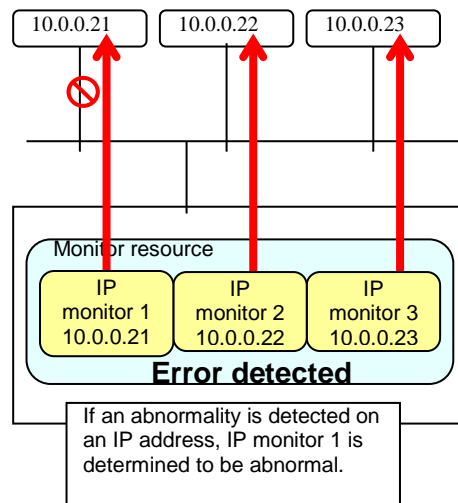 10.0.0.21 10.0.0.22 10.0.0.23
Monitor resource
IP
monitor 1
10.0.0.21
IP
monitor 2
10.0.0.22
IP
monitor 3
10.0.0.23
Error detected
If an abnormality is detected on
an IP address, IP monitor 1 is
determined to be abnormal.